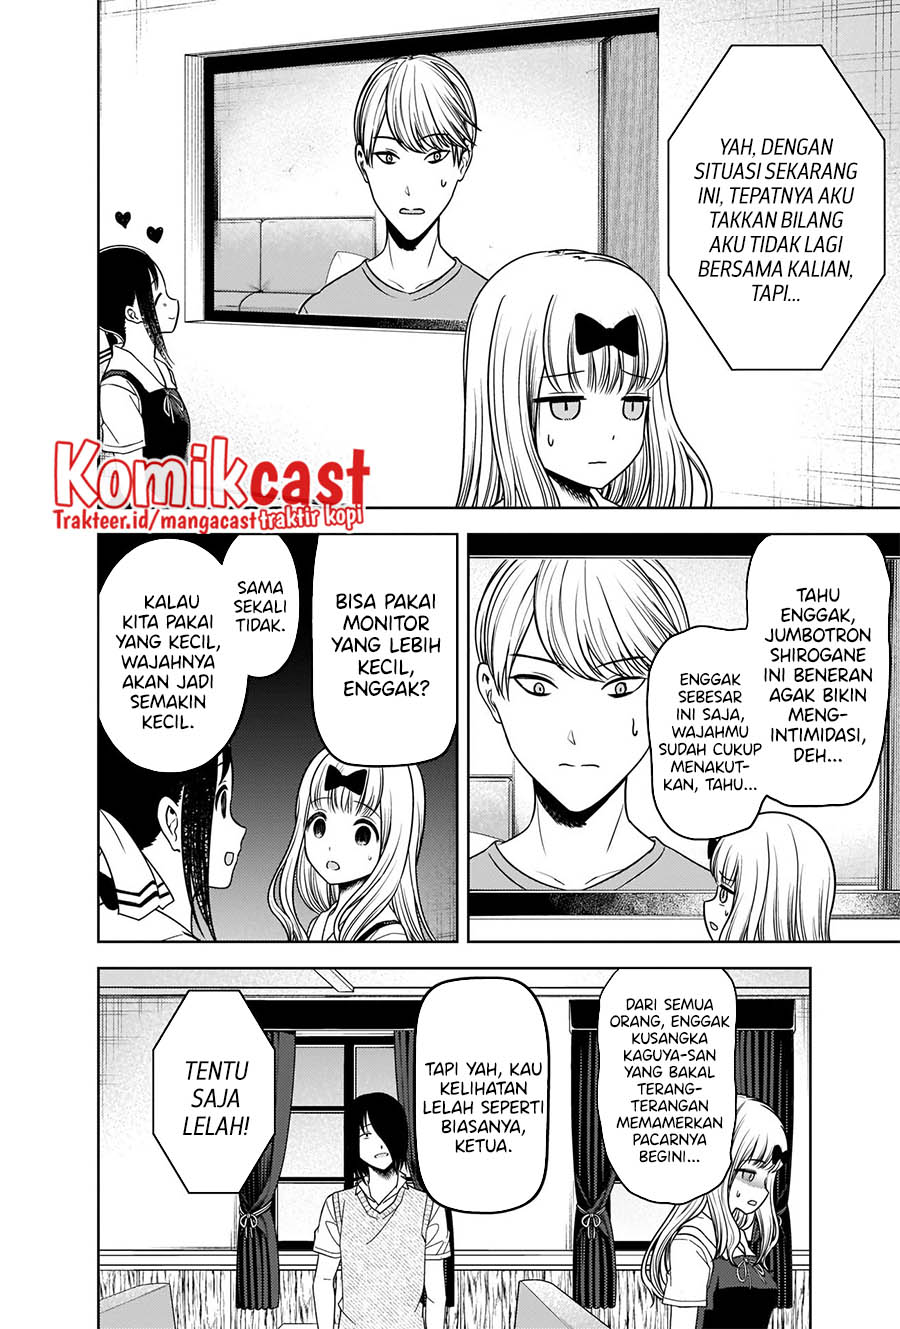 YAH, DENGAN
SITUASI SEKARANG
INI, TEPATNYA AKU
TAKKAN BILANG
AKU TIDAK LAGI
BERSAMA KALIAN,
TAPI...
Komikcast
Trakteer.id/mangacast traktir kopi
TAHU
ENGGAK,
JUMBOTRON
SHIROGANE
INI BENERAN
AGAK BIKIN
MENG-
INTIMIDASI,
DEH...
ENGGAK
SEBESAR
INI SAJA,
WAJAHMU
SUDAH CUKUP
MENAKUT-
KAN, TAHU...
BISA PAKAI
MONITOR
YANG LEBIH
KECIL,
ENGGAK?
SAMA
SEKALI
TIDAK.
KALAU
KITA PAKAI
YANG KECIL,
WAJAHNYA
AKAN JADI
SEMAKIN
KECIL.
DARI SEMUA
ORANG, ENGGAK
KUSANGKA
KAGUYA-SAN
YANG BAKAL
TERANG-
TERANGAN
MEMAMERKAN
PACARNYA
BEGINI...
TAPI YAH, KAU
KELIHATAN
LELAH SEPERTI
BIASANYA,
KETUA.
TENTU
SAJA
LELAH!